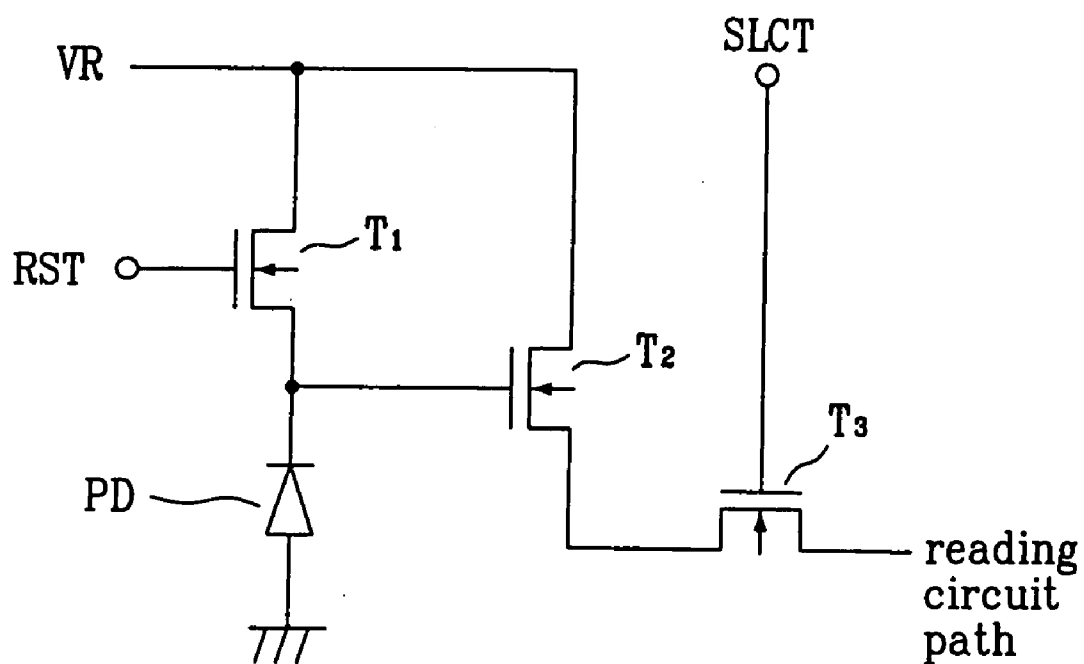 SLCT
VR
T1
RST
T2
T3
PD
reading
circuit
path